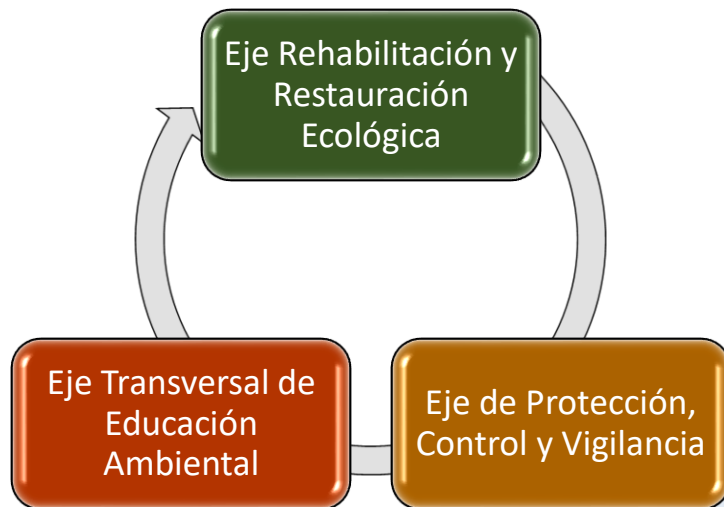 Eje Rehabilitación y
Restauración
Ecológica
Eje Transversal de
Educación
Ambiental
Eje de Protección,
Control y Vigilancia